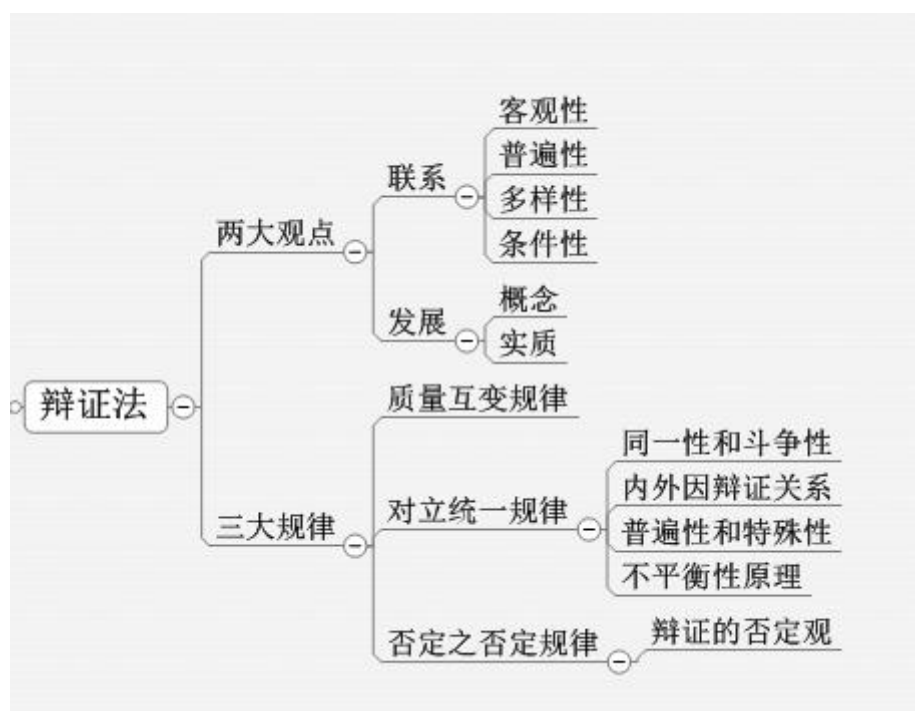 客观性
普遍性
联系
多样性
两大观点
条件性
概念
发展
实质
辩证法
质量互变规律
同一性和斗争性
内外因辩证关系
对立统一规律
三大规律
普遍性和特殊性
不平衡性原理
辩证的否定观
否定之否定规律